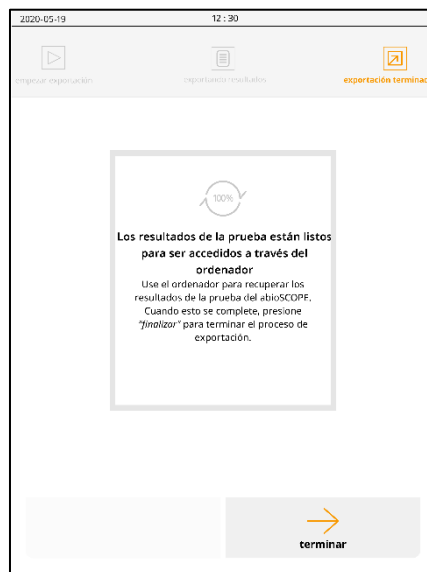 2020-05-19 12 : 30
empezar exportación exportando resultados exportación terminad
100%
Los resultados de la prueba están listos
para ser accedidos a través del
ordenador
Use el ordenador para recuperar los
resultados de la prueba del abioSCOPE.
Cuando esto se complete, presione
"finalizar" para terminar el proceso de
exportación.
terminar